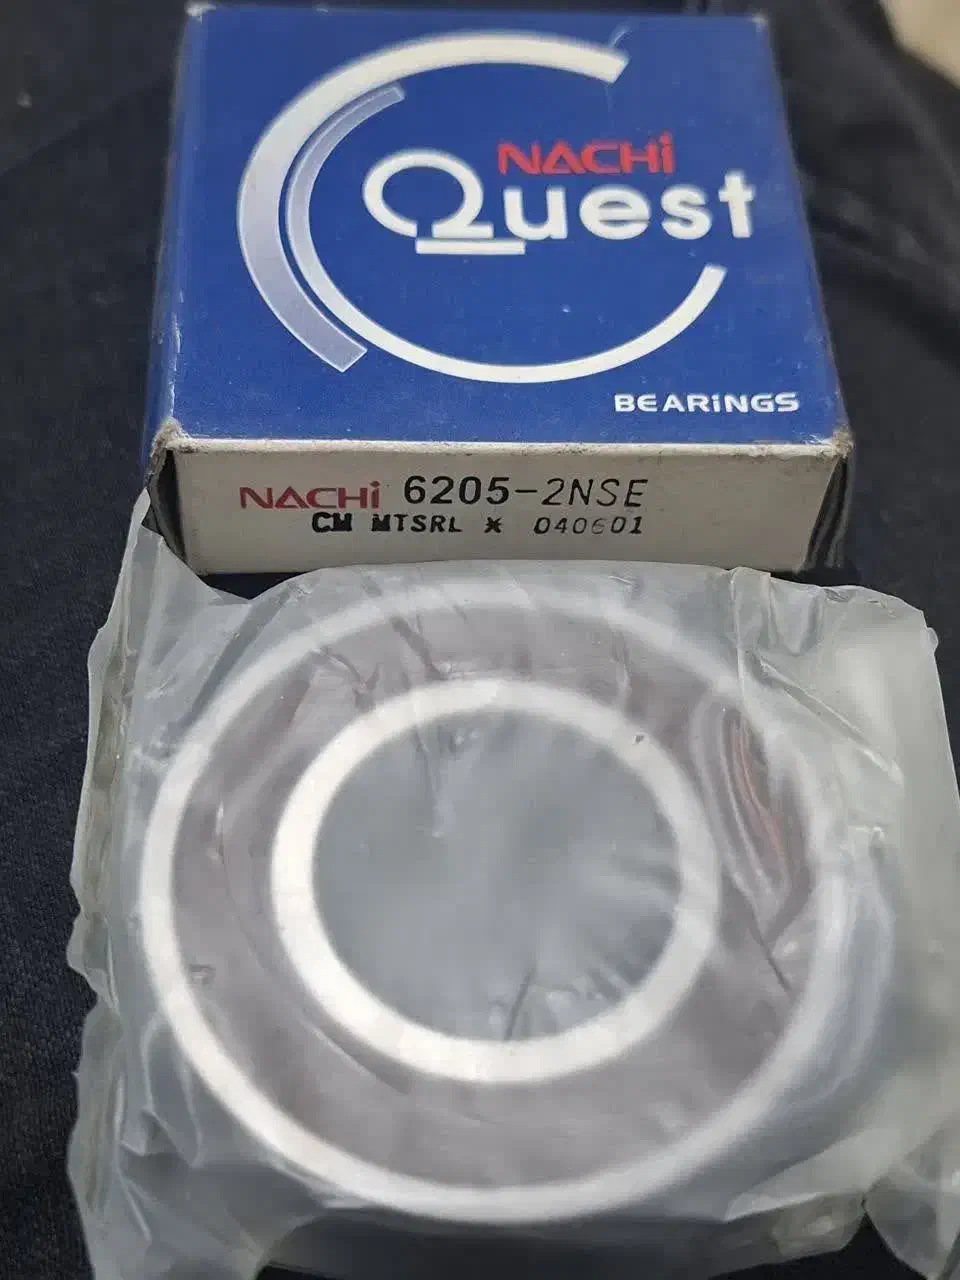 NACHi
Quest
BEARiNGS
NACHi 6205-2NSE
CM MTSRL * 040601